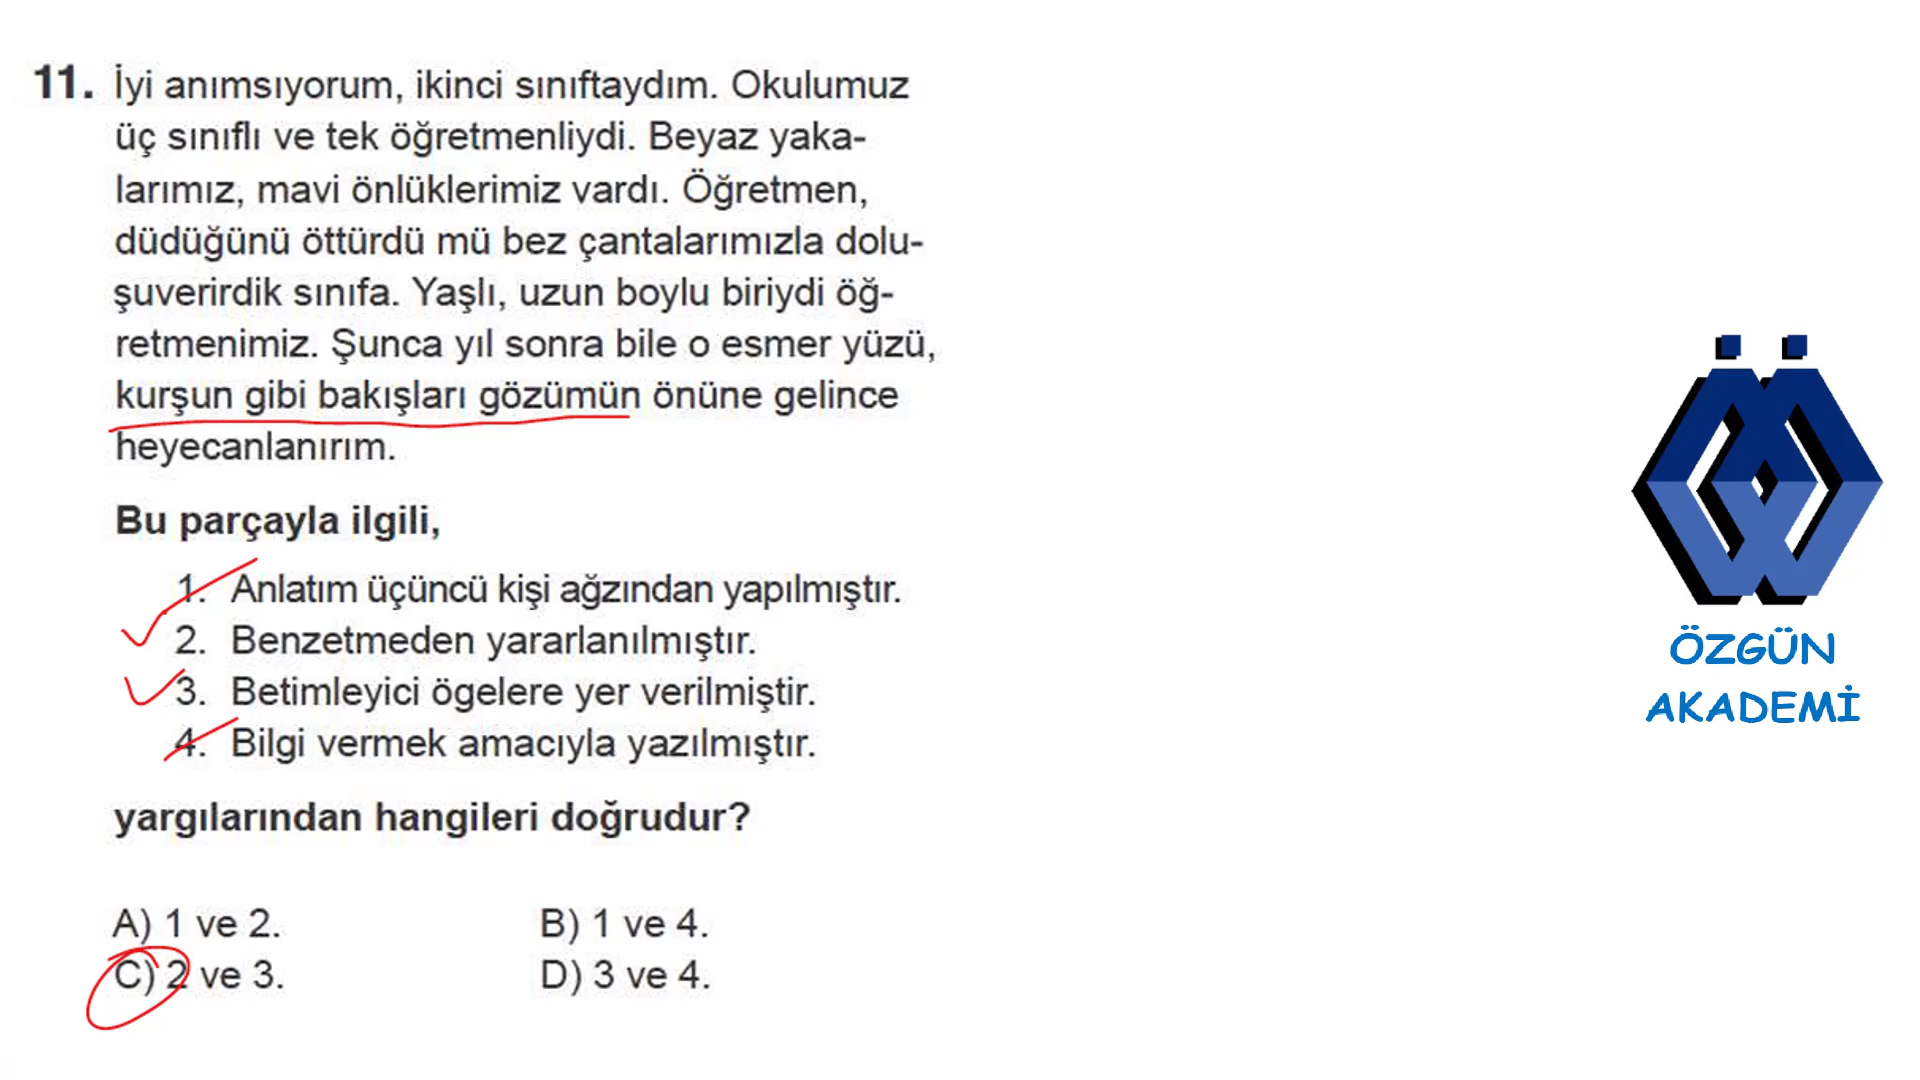 11. İyi anımsıyorum, ikinci sınıftaydım. Okulumuz
üç sınıflı ve tek öğretmenliydi. Beyaz yaka-
larımız, mavi önlüklerimiz vardı. Öğretmen,
düdüğünü öttürdü mü bez çantalarımızla dolu-
şuverirdik sınıfa. Yaşlı, uzun boylu biriydi öğ-
retmenimiz. Şunca yıl sonra bile o esmer yüzü,
kurşun gibi bakışları gözümün önüne gelince
heyecanlanırım.
Bu parçayla ilgili,
1. Anlatım üçüncü kişi ağzından yapılmıştır.
2. Benzetmeden yararlanılmıştır.
3. Betimleyici ögelere yer verilmiştir.
4. Bilgi vermek amacıyla yazılmıştır.
yargılarından hangileri doğrudur?
A) 1 ve 2. B) 1 ve 4.
C) 2 ve 3. D) 3 ve 4.
ÖZGÜN
AKADEMİ